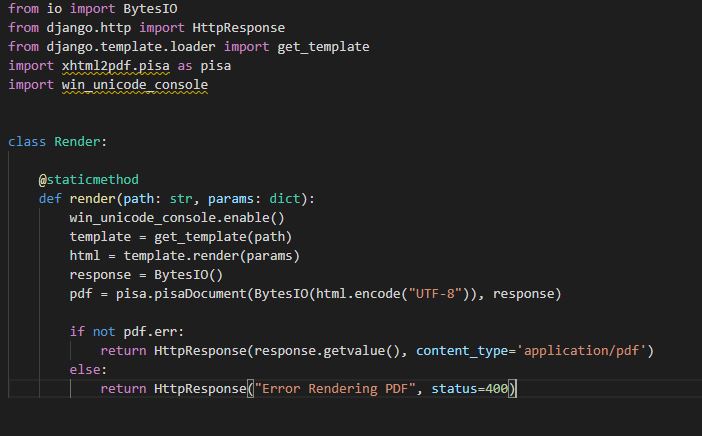 from io import BytesIO
from django.http import HttpResponse
from django.template.loader import get_template
import xhtml2pdf.pisa as pisa
import win_unicode_console
class Render:
@staticmethod
def render(path: str, params: dict):
win_unicode_console.enable()
template = get_template(path)
html = template.render(params)
response = BytesIO()
pdf = pisa.pisaDocument(BytesIO(html.encode("UTF-8")), response)
if not pdf.err:
return HttpResponse(response.getvalue(), content_type='application/pdf')
else:
return HttpResponse("Error Rendering PDF", status=400)